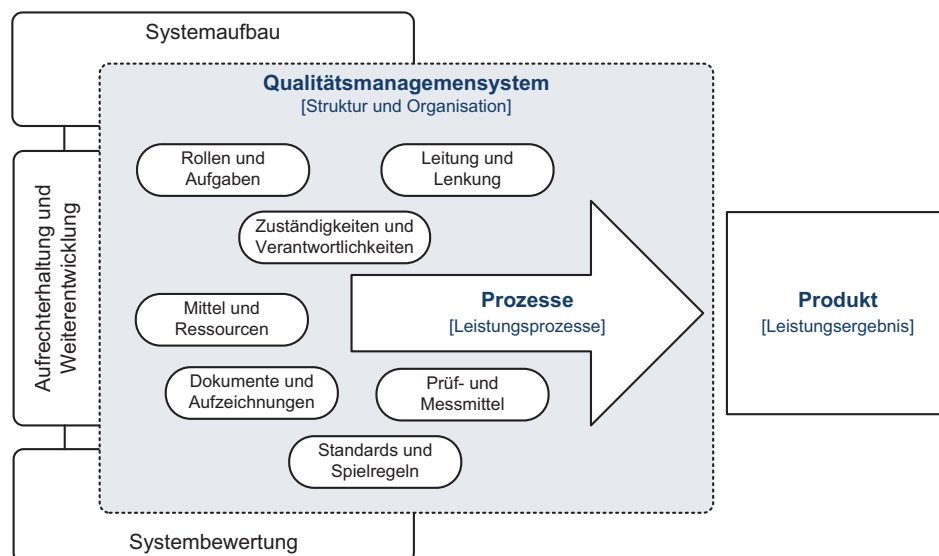 Systemaufbau
Qualitätsmanagemensystem
[Struktur und Organisation]
Rollen und
Aufgaben
Leitung und
Lenkung
Zuständigkeiten und
Verantwortlichkeiten
Aufrechterhaltung und
Weiterentwicklung
Mittel und
Ressourcen
Prozesse
[Leistungsprozesse]
Produkt
[Leistungsergebnis]
Dokumente und
Aufzeichnungen
Prüf- und
Messmittel
Standards und
Spielregeln
Systembewertung